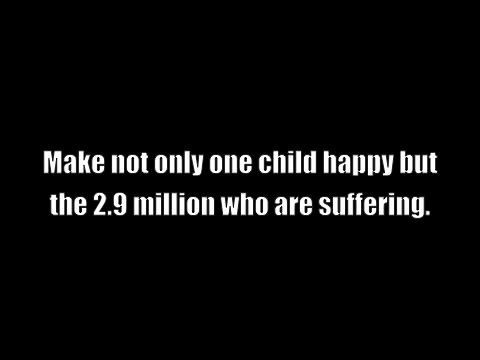 Make not only one child happy but
the 2.9 million who are suffering.